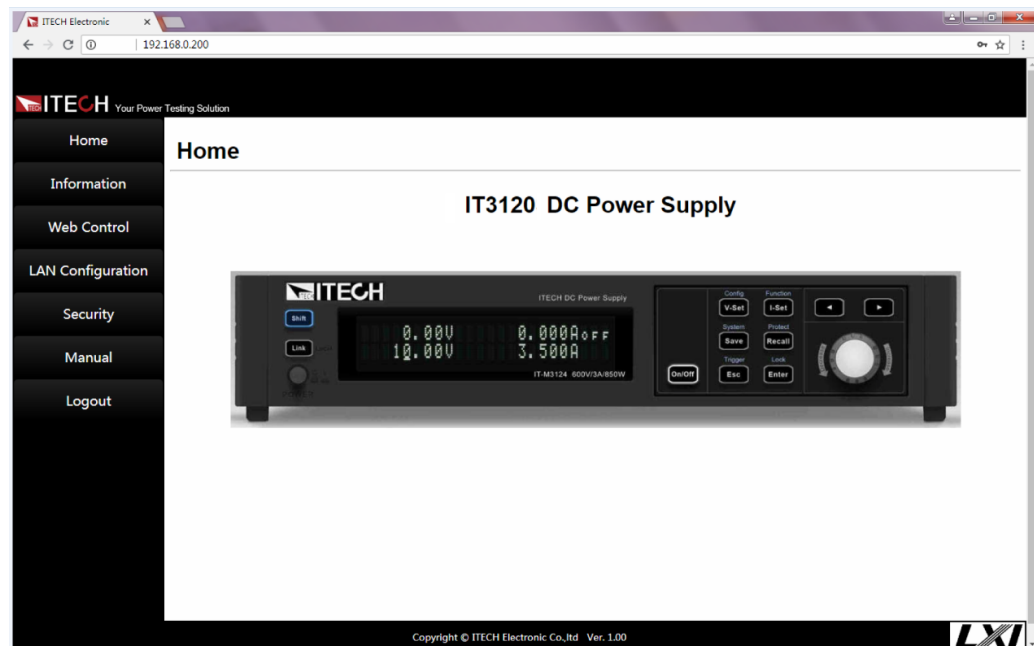 ITECH Electronic
192.168.0.200
ITECH Your Power Testing Solution
Home
Information
Web Control
LAN Configuration
Security
Manual
Logout
Home
IT3120 DC Power Supply
ITECH
ITECH DC Power Supply
Shift
Link
0.00V 0.000A OFF
10.00V 3.500A
IT-M3124 600V/3A/850W
POWER
On/Off
Config Function
V-Set I-Set
System Protect
Save Recall
Trigger Lock
Esc Enter
Copyright © ITECH Electronic Co.,ltd Ver. 1.00
LXI